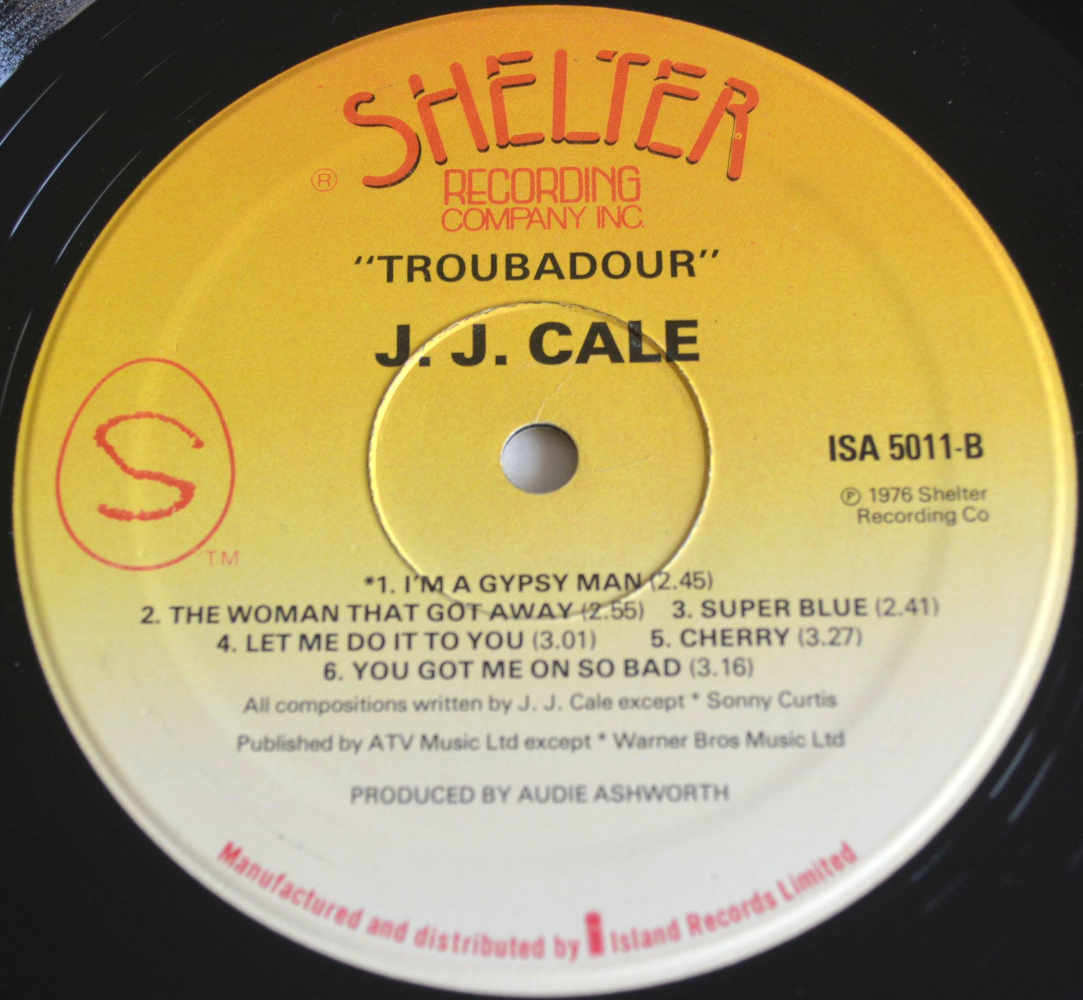 SHELTER
®
RECORDING
COMPANY INC.
"TROUBADOUR"
J. J. CALE
S
TM
ISA 5011-B
℗ 1976 Shelter
Recording Co
*1. I'M A GYPSY MAN (2.45)
2. THE WOMAN THAT GOT AWAY (2.55) 3. SUPER BLUE (2.41)
4. LET ME DO IT TO YOU (3.01) 5. CHERRY (3.27)
6. YOU GOT ME ON SO BAD (3.16)
All compositions written by J. J. Cale except * Sonny Curtis
Published by ATV Music Ltd except * Warner Bros Music Ltd
PRODUCED BY AUDIE ASHWORTH
Manufactured and distributed by i Island Records Limited